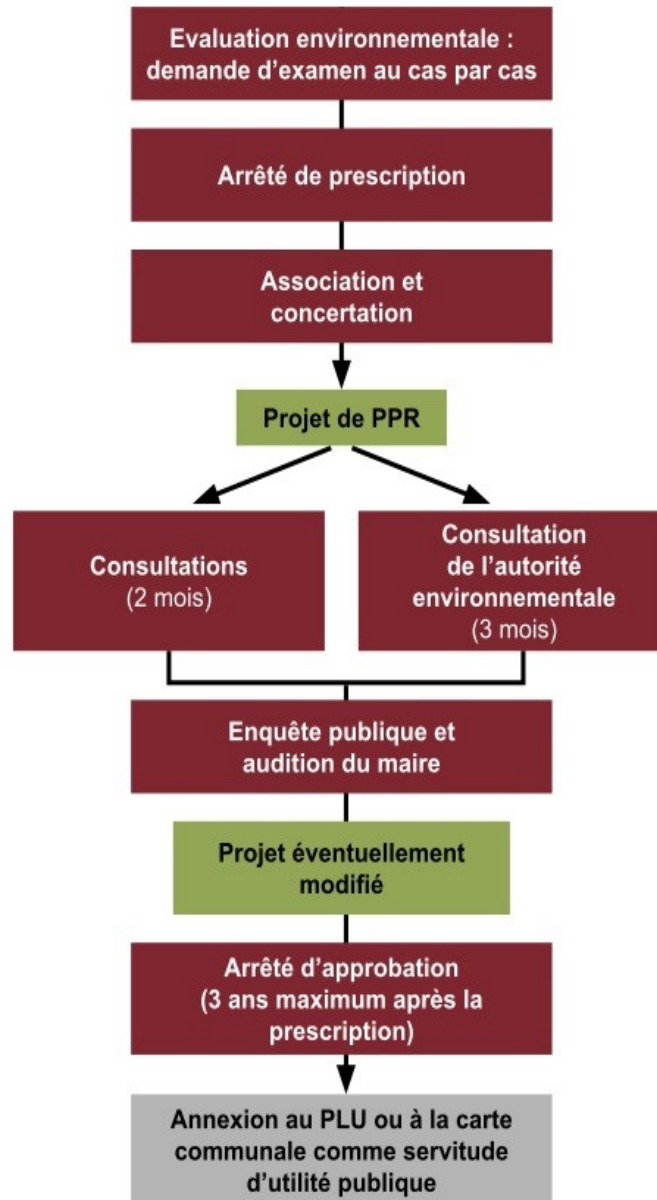 Evaluation environnementale :
demande d’examen au cas par cas
Arrêté de prescription
Association et
concertation
Projet de PPR
Consultations
(2 mois)
Consultation
de l’autorité
environnementale
(3 mois)
Enquête publique et
audition du maire
Projet éventuellement
modifié
Arrêté d’approbation
(3 ans maximum après la
prescription)
Annexion au PLU ou à la carte
communale comme servitude
d’utilité publique